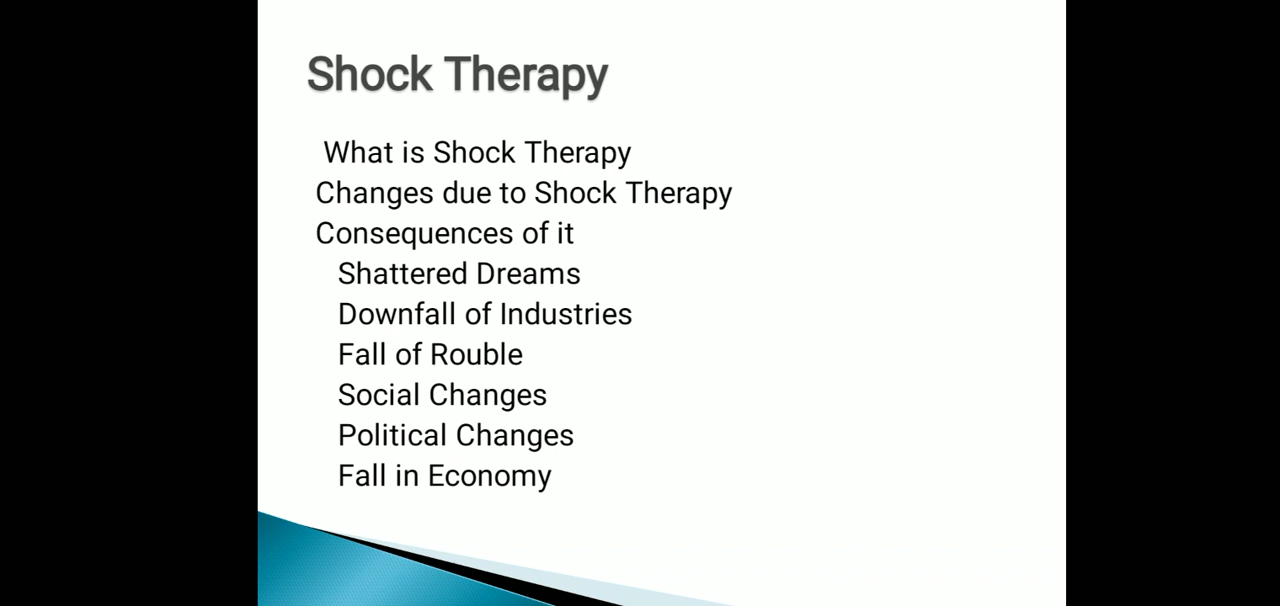 Shock Therapy
What is Shock Therapy
Changes due to Shock Therapy
Consequences of it
Shattered Dreams
Downfall of Industries
Fall of Rouble
Social Changes
Political Changes
Fall in Economy